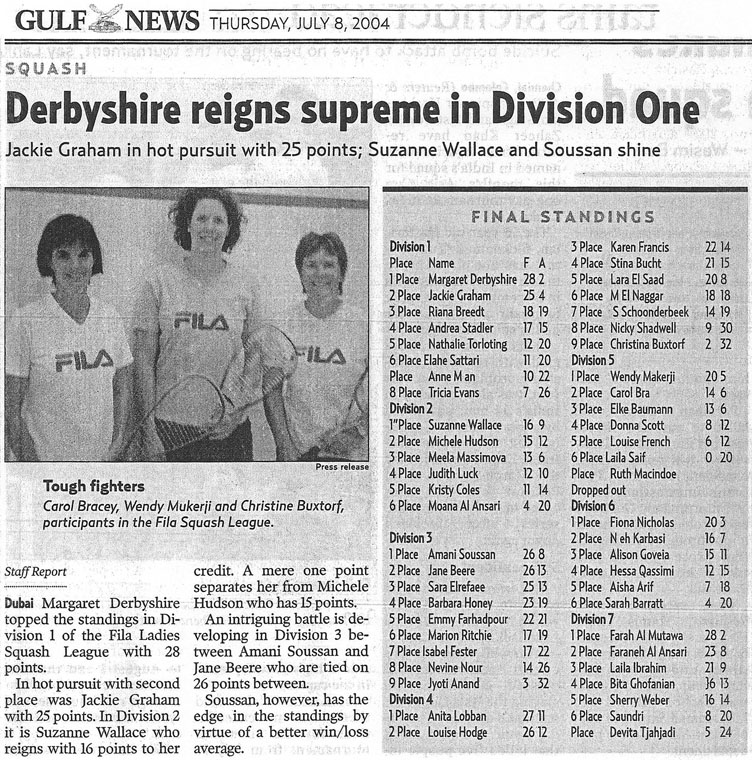 GULF NEWS THURSDAY, JULY 8, 2004
SQUASH
Derbyshire reigns supreme in Division One
Jackie Graham in hot pursuit with 25 points; Suzanne Wallace and Soussan shine
FILA
FILA
FILA
Press release
Tough fighters
Carol Bracey, Wendy Mukerji and Christine Buxtorf,
participants in the Fila Squash League.
Staff Report
Dubai Margaret Derbyshire
topped the standings in Di-
vision 1 of the Fila Ladies
Squash League with 28
points.
In hot pursuit with second
place was Jackie Graham
with 25 points. In Division 2
it is Suzanne Wallace who
reigns with 16 points to her
credit. A mere one point
separates her from Michele
Hudson who has 15 points.
An intriguing battle is de-
veloping in Division 3 be-
tween Amani Soussan and
Jane Beere who are tied on
26 points between.
Soussan, however, has the
edge in the standings by
virtue of a better win/loss
average.
FINAL STANDINGS
Division 1
Place Name F A
1 Place Margaret Derbyshire 28 2
2 Place Jackie Graham 25 4
3 Place Riana Breedt 18 19
4 Place Andrea Stadler 17 15
5 Place Nathalie Torloting 12 20
6 Place Elahe Sattari 11 20
Place Anne M an 10 22
8 Place Tricia Evans 7 26
Division 2
1"Place Suzanne Wallace 16 9
2 Place Michele Hudson 15 12
3 Place Meela Massimova 13 6
4 Place Judith Luck 12 10
5 Place Kristy Coles 11 14
6 Place Moana Al Ansari 4 20
Division 3
1 Place Amani Soussan 26 8
2 Place Jane Beere 26 13
3 Place Sara Elrefaee 25 13
4 Place Barbara Honey 23 19
5 Place Emmy Farhadpour 22 21
6 Place Marion Ritchie 17 19
7 Place Isabel Fester 17 22
8 Place Nevine Nour 14 26
9 Place Jyoti Anand 3 32
Division 4
1 Place Anita Lobban 27 11
2 Place Louise Hodge 26 12
3 Place Karen Francis 22 14
4 Place Stina Bucht 21 15
5 Place Lara El Saad 20 8
6 Place M El Naggar 18 18
7 Place S Schoonderbeek 14 19
8 Place Nicky Shadwell 9 30
9 Place Christina Buxtorf 2 32
Division 5
1 Place Wendy Makerji 20 5
2 Place Carol Bra 14 6
3 Place Elke Baumann 13 6
4 Place Donna Scott 8 12
5 Place Louise French 6 12
6 Place Laila Saif 0 20
Place Ruth Macindoe
Dropped out
Division 6
1 Place Fiona Nicholas 20 3
2 Place N eh Karbasi 16 7
3 Place Alison Goveia 15 11
4 Place Hessa Qassimi 12 15
5 Place Aisha Arif 7 18
6 Place Sarah Barratt 4 20
Division 7
1 Place Farah Al Mutawa 28 2
2 Place Faraneh Al Ansari 23 8
3 Place Laila Ibrahim 21 9
4 Place Bita Ghofanian 16 13
5 Place Sherry Weber 16 14
6 Place Saundri 8 20
Place Devita Tjahjadi 5 24